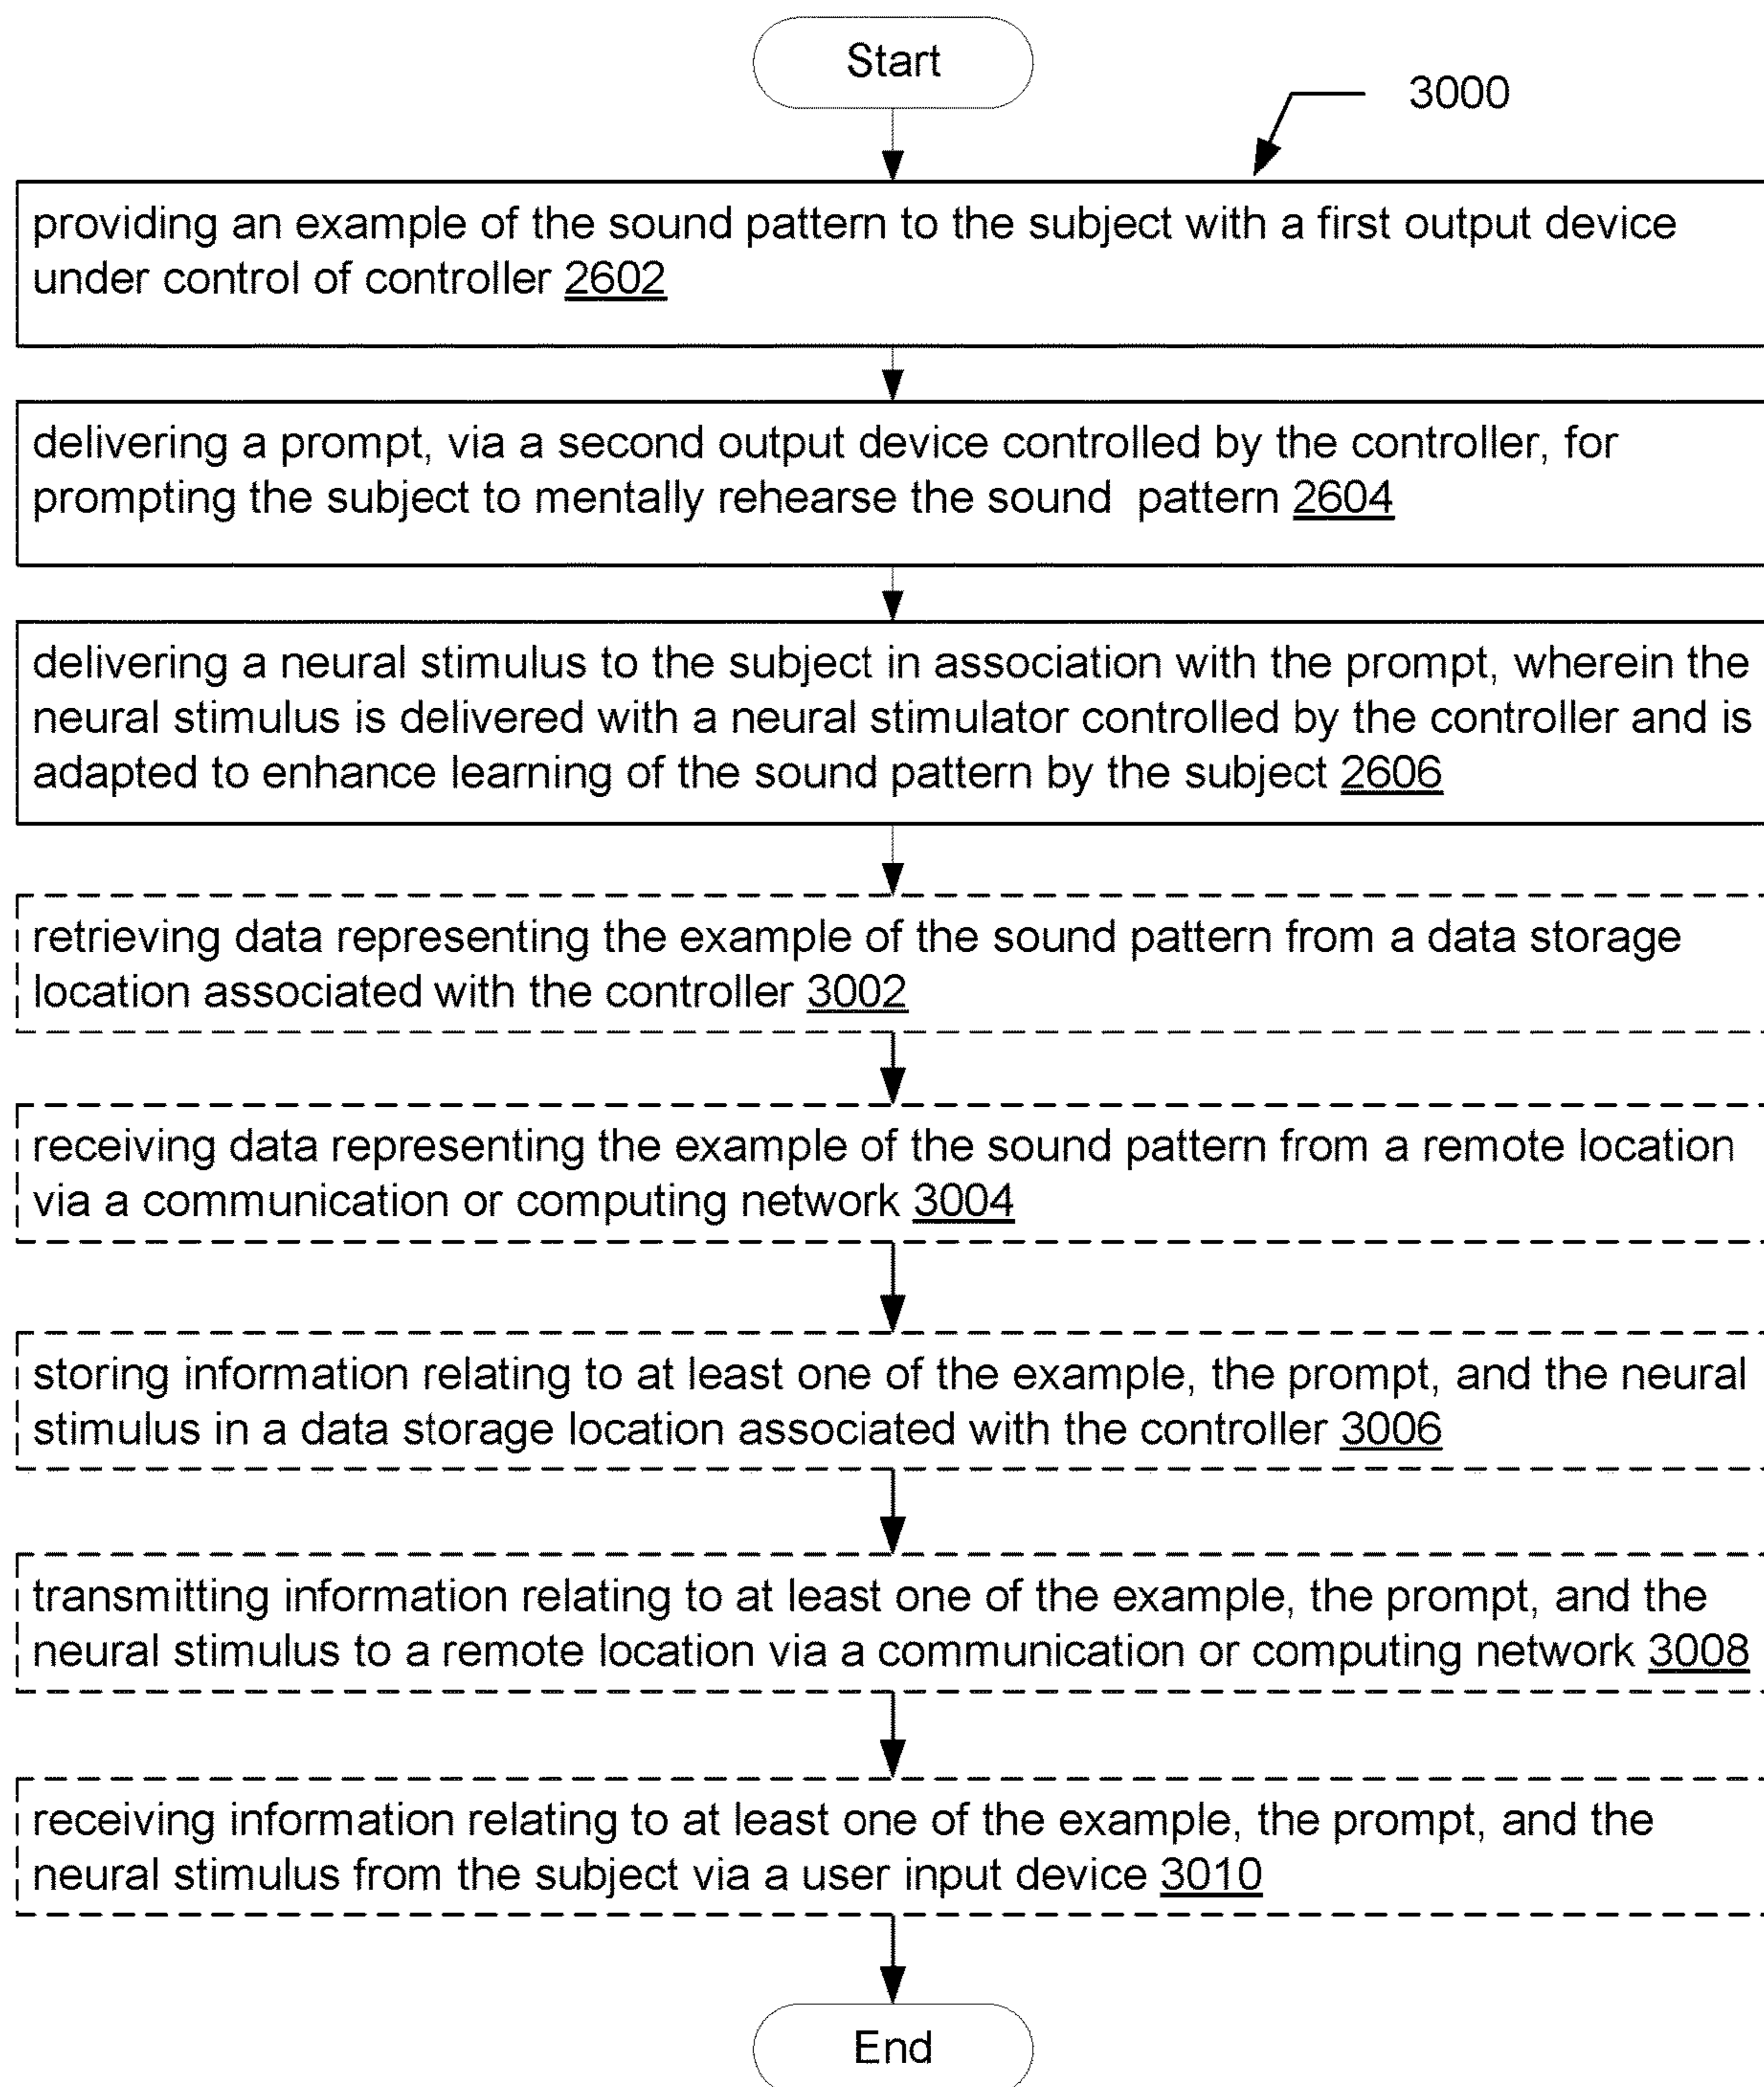 Start
3000
providing an example of the sound pattern to the subject with a first output device
under control of controller 2602
delivering a prompt, via a second output device controlled by the controller, for
prompting the subject to mentally rehearse the sound pattern 2604
delivering a neural stimulus to the subject in association with the prompt, wherein the
neural stimulus is delivered with a neural stimulator controlled by the controller and is
adapted to enhance learning of the sound pattern by the subject 2606
retrieving data representing the example of the sound pattern from a data storage
location associated with the controller 3002
receiving data representing the example of the sound pattern from a remote location
via a communication or computing network 3004
storing information relating to at least one of the example, the prompt, and the neural
stimulus in a data storage location associated with the controller 3006
transmitting information relating to at least one of the example, the prompt, and the
neural stimulus to a remote location via a communication or computing network 3008
receiving information relating to at least one of the example, the prompt, and the
neural stimulus from the subject via a user input device 3010
End